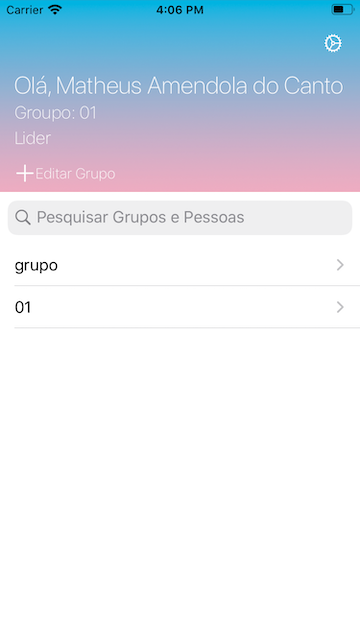 Carrier 4:06 PM
Olá, Matheus Amendola do Canto
Groupo: 01
Lider
Editar Grupo
Pesquisar Grupos e Pessoas
grupo
01